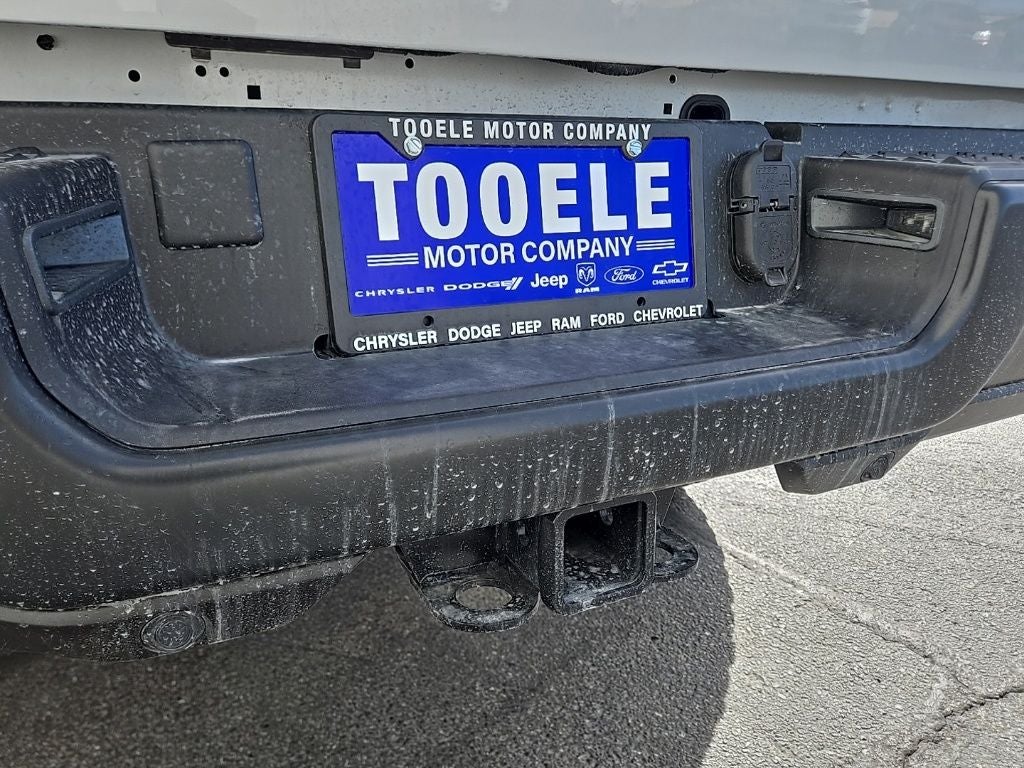 TOOELE MOTOR COMPANY
TOOELE
MOTOR COMPANY
CHRYSLER DODGE Jeep RAM Ford CHEVROLET
CHRYSLER DODGE JEEP RAM FORD CHEVROLET